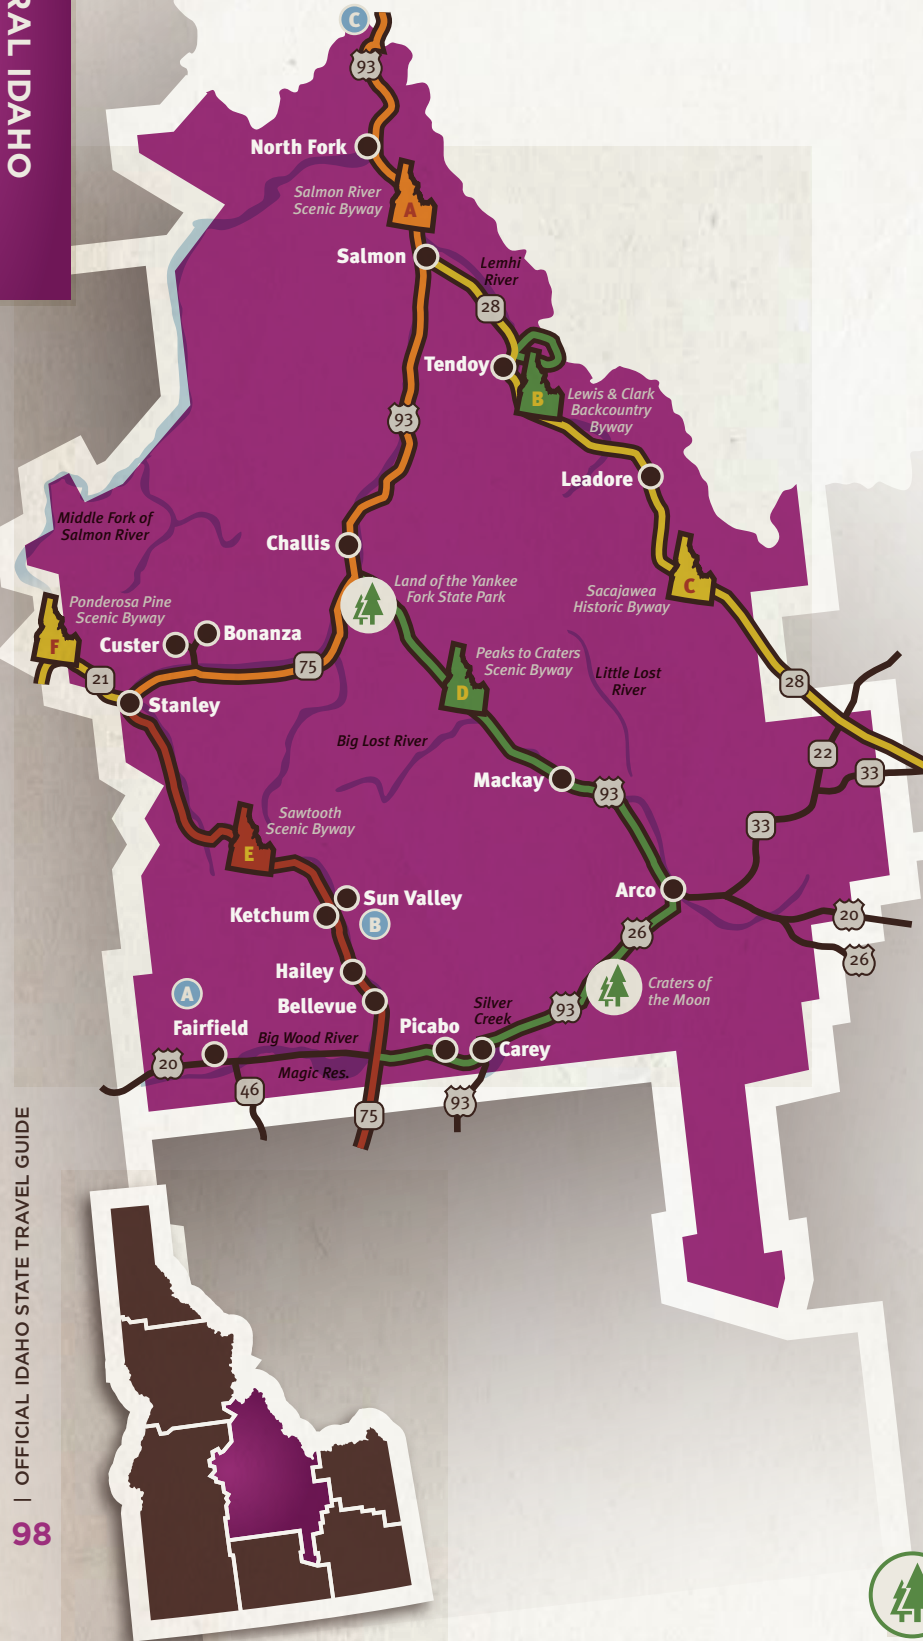 RAL IDAHO
C
93
North Fork
Salmon River
Scenic Byway
A
Salmon
Lemhi
River
28
Tendoy
B
Lewis & Clark
Backcountry
Byway
93
Leadore
Middle Fork of
Salmon River
Challis
Land of the Yankee
Fork State Park
C
Sacajawea
Historic Byway
Ponderosa Pine
Scenic Byway
F
Custer
Bonanza
75
21
Stanley
Peaks to Craters
Scenic Byway
D
Little Lost
River
28
Big Lost River
22
33
Mackay
93
33
Sawtooth
Scenic Byway
E
Arco
Sun Valley
Ketchum
B
20
26
26
Hailey
Bellevue
A
Craters of
the Moon
Silver
Creek
93
Fairfield
Picabo
Big Wood River
Carey
20
Magic Res.
46
93
75
| OFFICIAL IDAHO STATE TRAVEL GUIDE
98